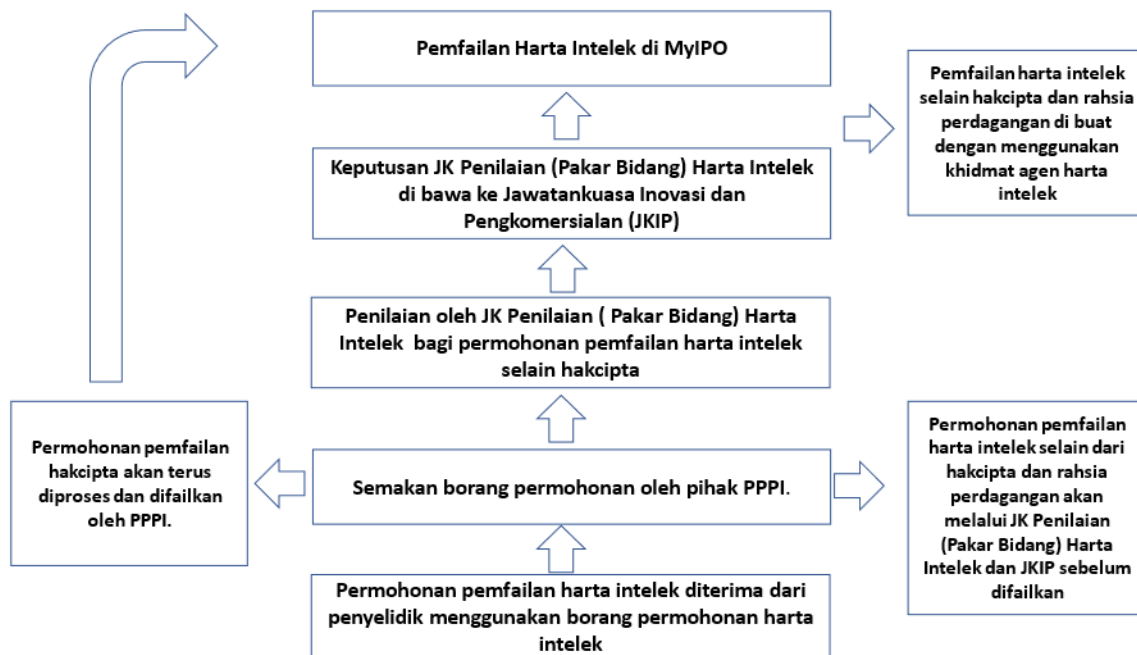 Pemfailan Harta Intelek di MyIPO
Pemfailan harta intelek
selain hakcipta dan rahsia
perdagangan di buat
dengan menggunakan
khidmat agen harta
intelek
Keputusan JK Penilaian (Pakar Bidang) Harta Intelek
di bawa ke Jawatankuasa Inovasi dan
Pengkomersialan (JKIP)
Penilaian oleh JK Penilaian ( Pakar Bidang) Harta
Intelek bagi permohonan pemfailan harta intelek
selain hakcipta
Permohonan pemfailan
hakcipta akan terus
diproses dan difailkan
oleh PPPI.
Semakan borang permohonan oleh pihak PPPI.
Permohonan pemfailan
harta intelek selain dari
hakcipta dan rahsia
perdagangan akan
melalui JK Penilaian
(Pakar Bidang) Harta
Intelek dan JKIP sebelum
difailkan
Permohonan pemfailan harta intelek diterima dari
penyelidik menggunakan borang permohonan harta
intelek